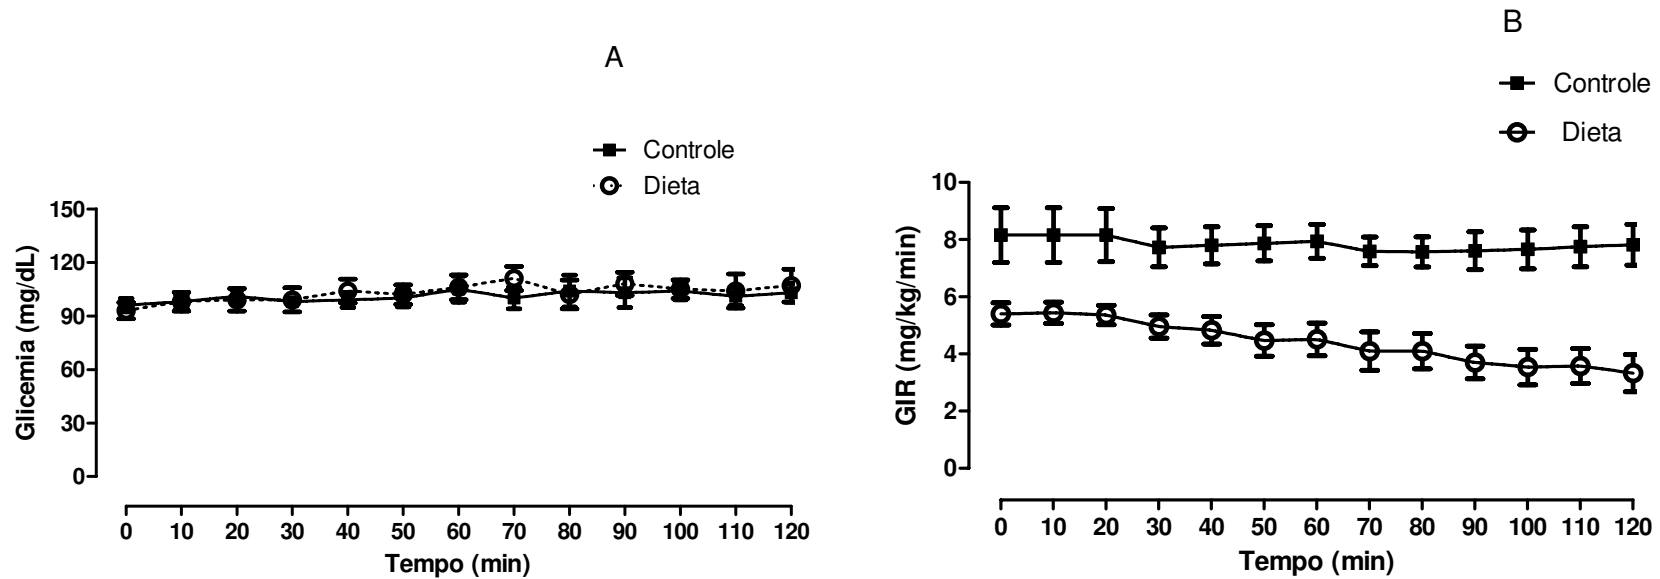 A
Controle
Dieta
Glicemia (mg/dL)
150
120
90
60
30
0
0 10 20 30 40 50 60 70 80 90 100 110 120
Tempo (min)
B
Controle
Dieta
GIR (mg/kg/min)
10
8
6
4
2
0
0 10 20 30 40 50 60 70 80 90 100 110 120
Tempo (min)